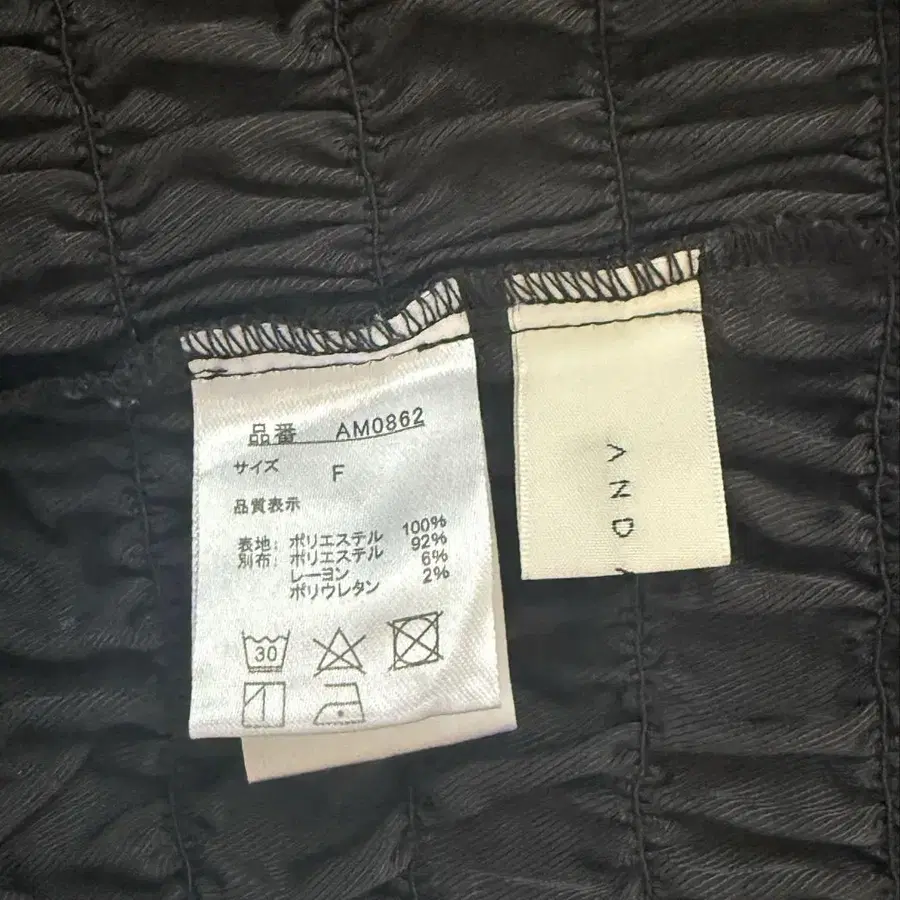 品番 AM0862
サイズ F
品質表示
表地: ポリエステル 100%
別布: ポリエステル 92%
レーヨン 6%
ポリウレタン 2%
30
AND